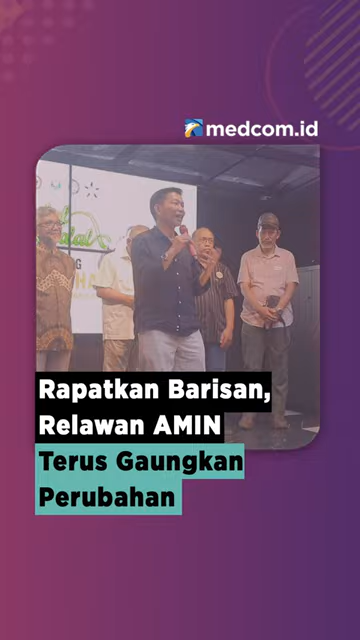 medcom.id
Rapatkan Barisan,
Relawan AMIN
Terus Gaungkan
Perubahan